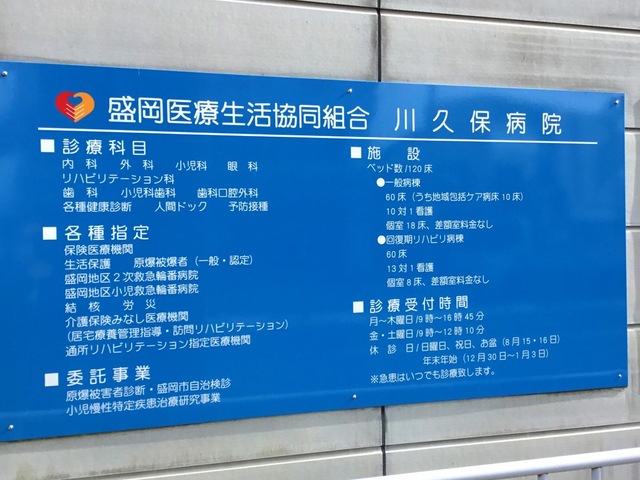 盛岡医療生活協同組合 川久保病院
■診療科目
内科 外科 小児科 眼科
リハビリテーション科
歯科 小児科歯科 歯科口腔外科
各種健康診断 人間ドック 予防接種
■各種指定
保険医療機関
生活保護 原爆被爆者(一般・認定)
盛岡地区2次救急輪番病院
盛岡地区小児救急輪番病院
結核 労災
介護保険みなし医療機関
(居宅療養管理指導・訪問リハビリテーション)
通所リハビリテーション指定医療機関
■委託事業
原爆被害者診断・盛岡市自治検診
小児慢性特定疾患治療研究事業
■施設
ベッド数/120床
●一般病棟
60床(うち地域包括ケア病床10床)
10対1看護
個室18床、差額室料金なし
●回復期リハビリ病棟
60床
13対1看護
個室8床、差額室料金なし
■診療受付時間
月〜木曜日/9時〜16時45分
金・土曜日/9時〜12時10分
休診日/日曜日、祝日、お盆(8月15・16日)
年末年始(12月30日〜1月3日)
※急患はいつでも診療致します。